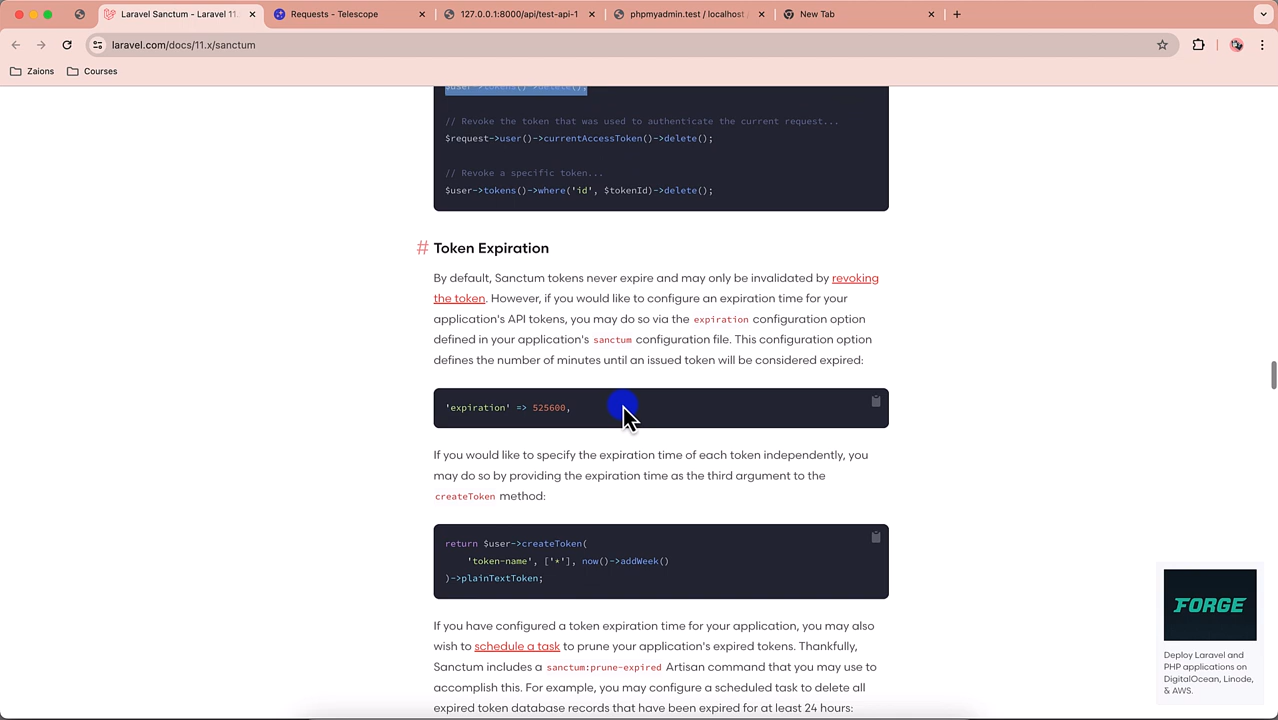 Laravel Sanctum - Laravel 11.
Requests - Telescope
127.0.0.1:8000/api/test-api-1
phpmyadmin.test / localhost
New Tab
laravel.com/docs/11.x/sanctum
Zaions
Courses
$user->tokens()->delete();
// Revoke the token that was used to authenticate the current request...
$request->user()->currentAccessToken()->delete();
// Revoke a specific token...
$user->tokens()->where('id', $tokenId)->delete();
# Token Expiration
By default, Sanctum tokens never expire and may only be invalidated by revoking
the token. However, if you would like to configure an expiration time for your
application's API tokens, you may do so via the expiration configuration option
defined in your application's sanctum configuration file. This configuration option
defines the number of minutes until an issued token will be considered expired:
'expiration' => 525600,
If you would like to specify the expiration time of each token independently, you
may do so by providing the expiration time as the third argument to the
createToken method:
return $user->createToken(
'token-name', ['*'], now()->addWeek()
)->plainTextToken;
If you have configured a token expiration time for your application, you may also
wish to schedule a task to prune your application's expired tokens. Thankfully,
Sanctum includes a sanctum:prune-expired Artisan command that you may use to
accomplish this. For example, you may configure a scheduled task to delete all
expired token database records that have been expired for at least 24 hours:
FORGE
Deploy Laravel and
PHP applications on
DigitalOcean, Linode,
& AWS.